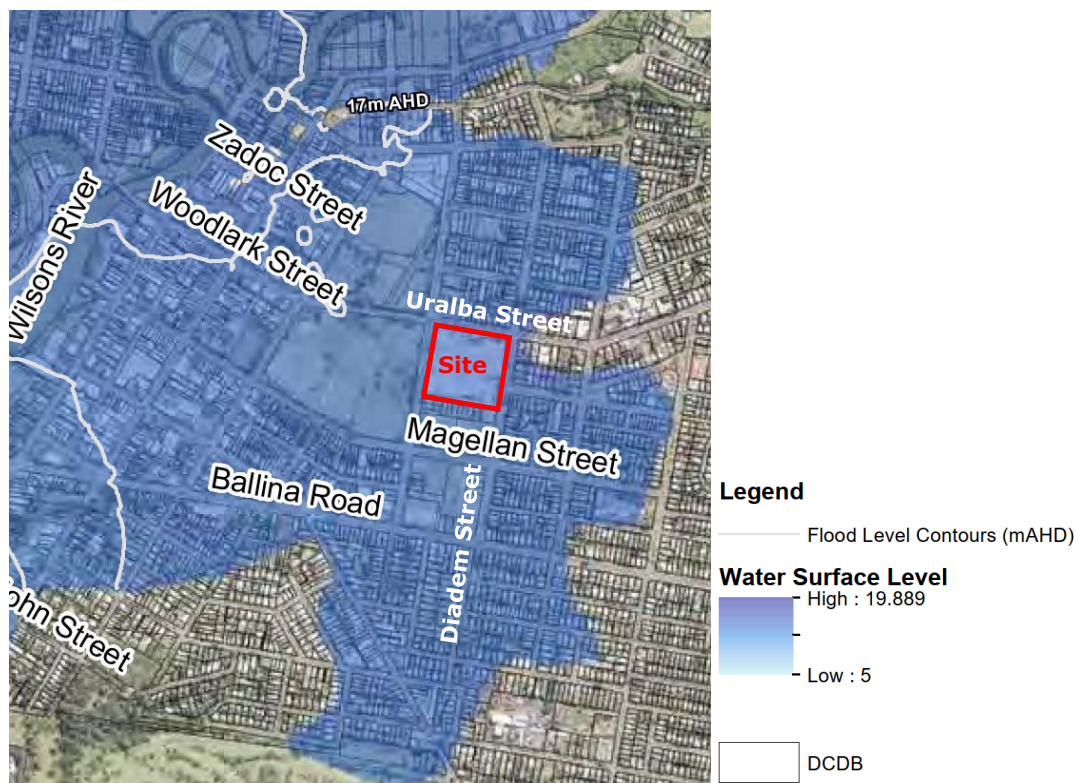 17m AHD
Zadoc Street
Woodlark Street
Wilsons River
Uralba Street
Site
Magellan Street
Ballina Road
Diadem Street
ohn Street
Legend
Flood Level Contours (mAHD)
Water Surface Level
High : 19.889
Low : 5
DCDB